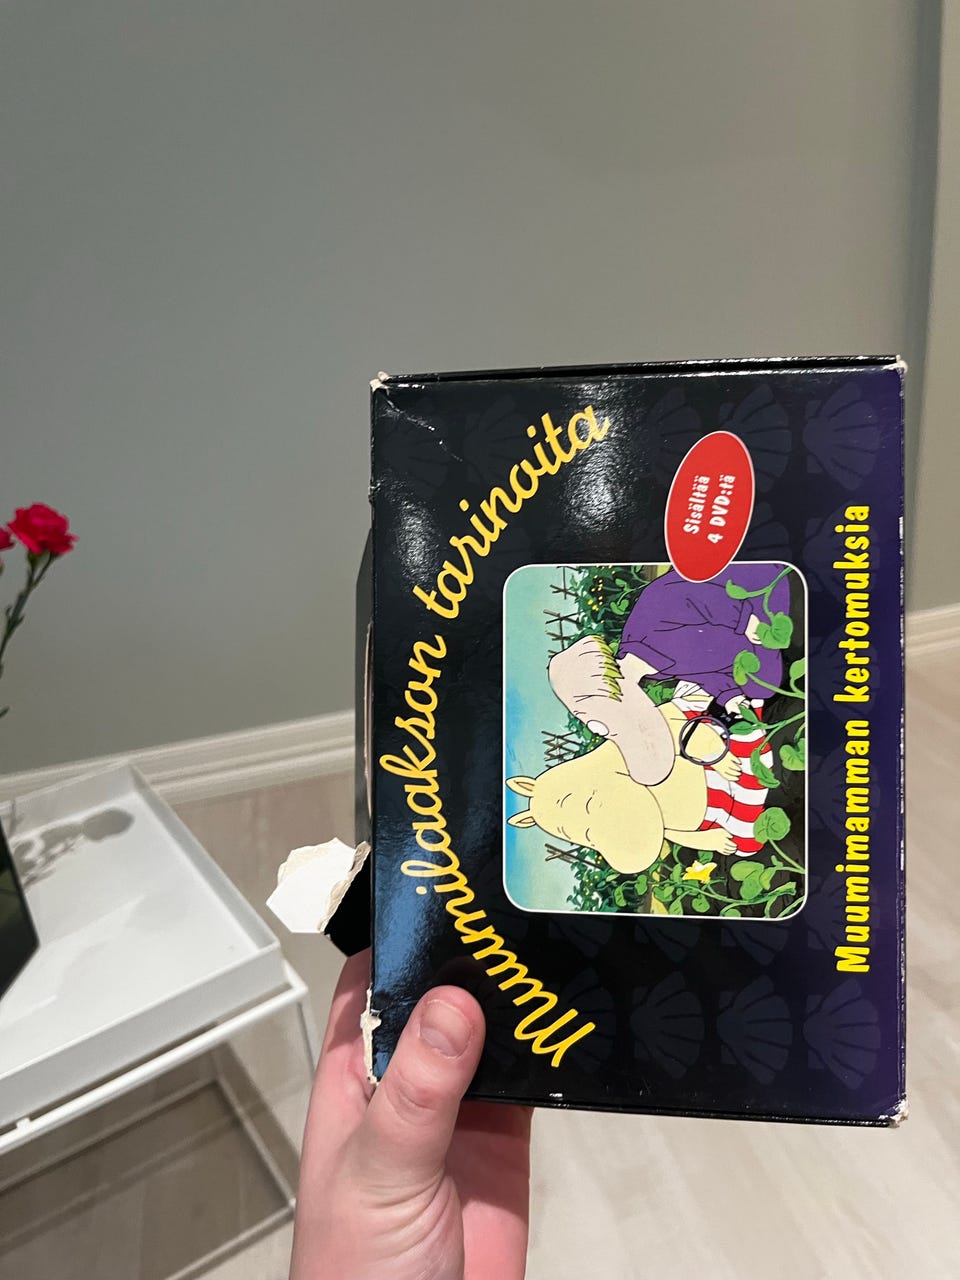 Muumilaakson tarinoita
Sisältää
4 DVD:tä
Muumimamman kertomuksia